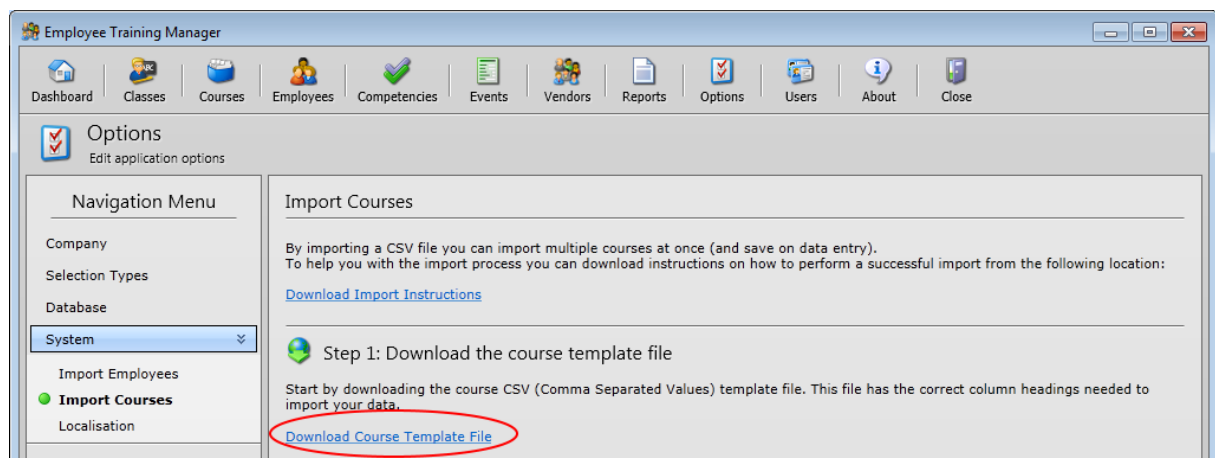 Employee Training Manager
Dashboard Classes Courses Employees Competencies Events Vendors Reports Options Users About Close
Options
Edit application options
Navigation Menu
Company
Selection Types
Database
System
Import Employees
Import Courses
Localisation
Import Courses
By importing a CSV file you can import multiple courses at once (and save on data entry).
To help you with the import process you can download instructions on how to perform a successful import from the following location:
Download Import Instructions
Step 1: Download the course template file
Start by downloading the course CSV (Comma Separated Values) template file. This file has the correct column headings needed to
import your data.
Download Course Template File